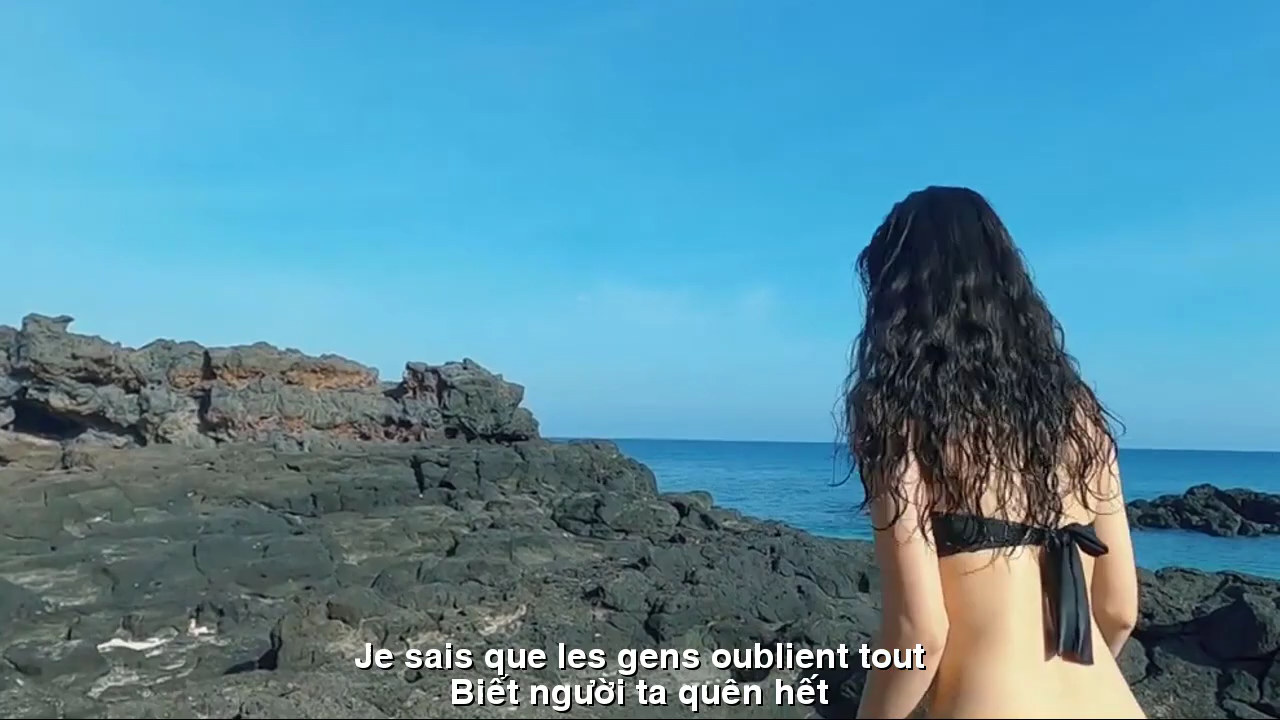 Je sais que les gens oublient tout
Biết người ta quên hết